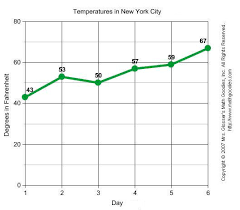 Temperatures in New York City
80
60
40
20
0
43
53
50
57
59
67
1 2 3 4 5 6
Day
Degrees in Fahrenheit
Copyright © 2007 Mrs. Glosser's Math Goodies, Inc. All Rights Reserved.
http://www.mathgoodies.com